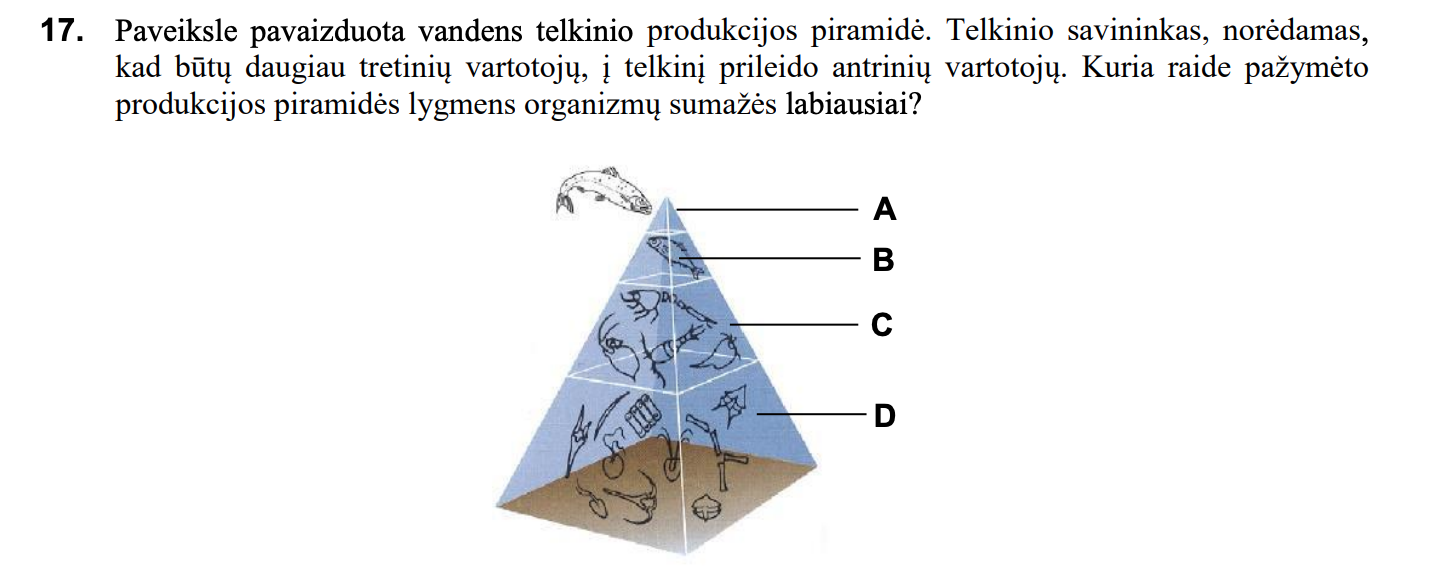 17. Paveiksle pavaizduota vandens telkinio produkcijos piramidė. Telkinio savininkas, norėdamas,
kad būtų daugiau tretinių vartotojų, į telkinį prileido antrinių vartotojų. Kuria raide pažymėto
produkcijos piramidės lygmens organizmų sumažės labiausiai?
A
B
C
D